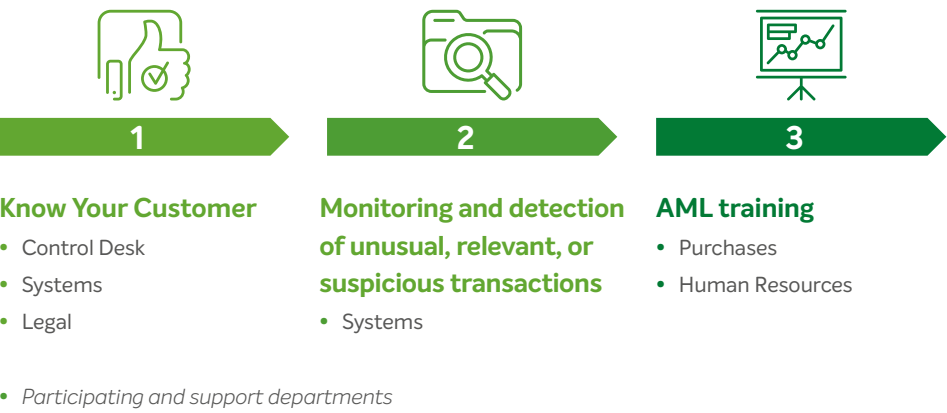 1
2
3
Know Your Customer
• Control Desk
• Systems
• Legal
Monitoring and detection
of unusual, relevant, or
suspicious transactions
• Systems
AML training
• Purchases
• Human Resources
• Participating and support departments